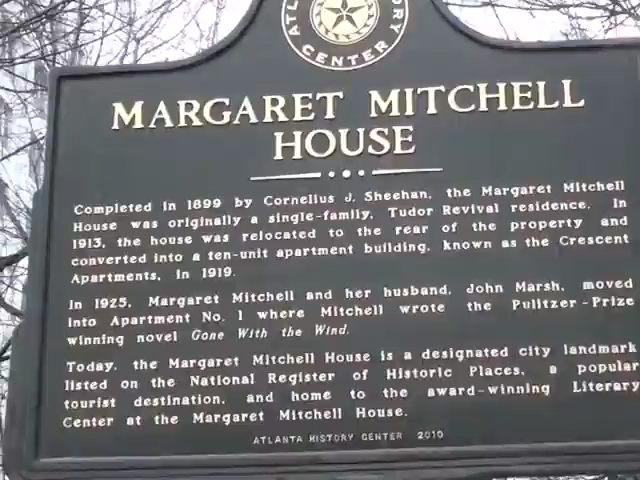 ATLANTA HISTORY
CENTER
MARGARET MITCHELL
HOUSE
Completed in 1899 by Cornelius J. Sheehan, the Margaret Mitchell
House was originally a single-family, Tudor Revival residence. In
1913, the house was relocated to the rear of the property and
converted into a ten-unit apartment building, known as the Crescent
Apartments, in 1919.
In 1925, Margaret Mitchell and her husband, John Marsh, moved
into Apartment No. 1 where Mitchell wrote the Pulitzer-Prize
winning novel Gone With the Wind.
Today, the Margaret Mitchell House is a designated city landmark
listed on the National Register of Historic Places, a popular
tourist destination, and home to the award-winning Literary
Center at the Margaret Mitchell House.
ATLANTA HISTORY CENTER 2010